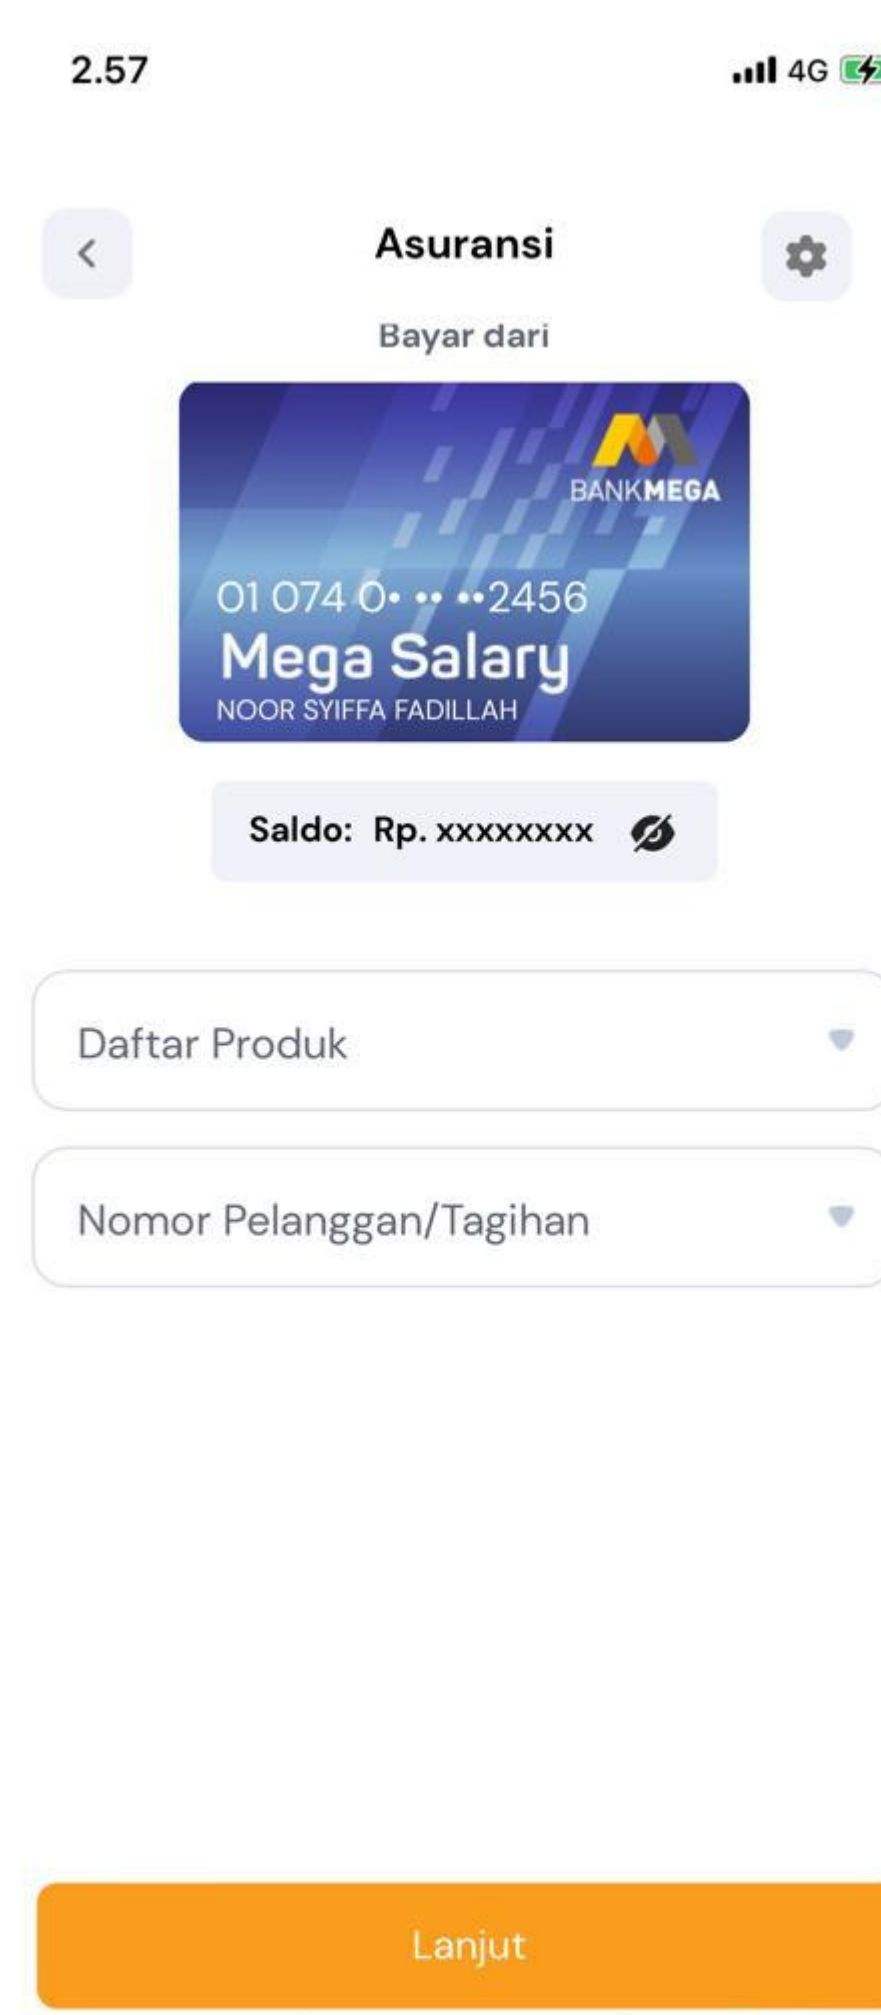 2.57
4G
Asuransi
Bayar dari
BANKMEGA
01 074 0• •• ••2456
Mega Salary
NOOR SYIFFA FADILLAH
Saldo: Rp. xxxxxxxx
Daftar Produk
Nomor Pelanggan/Tagihan
Lanjut